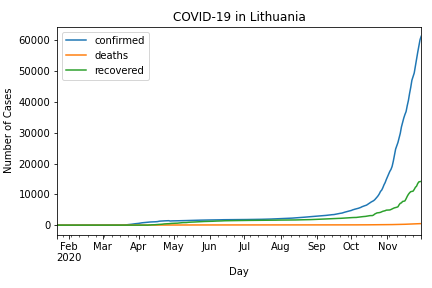 COVID-19 in Lithuania
confirmed
deaths
recovered
Number of Cases
60000
50000
40000
30000
20000
10000
0
Feb Mar Apr May Jun Jul Aug Sep Oct Nov
2020
Day